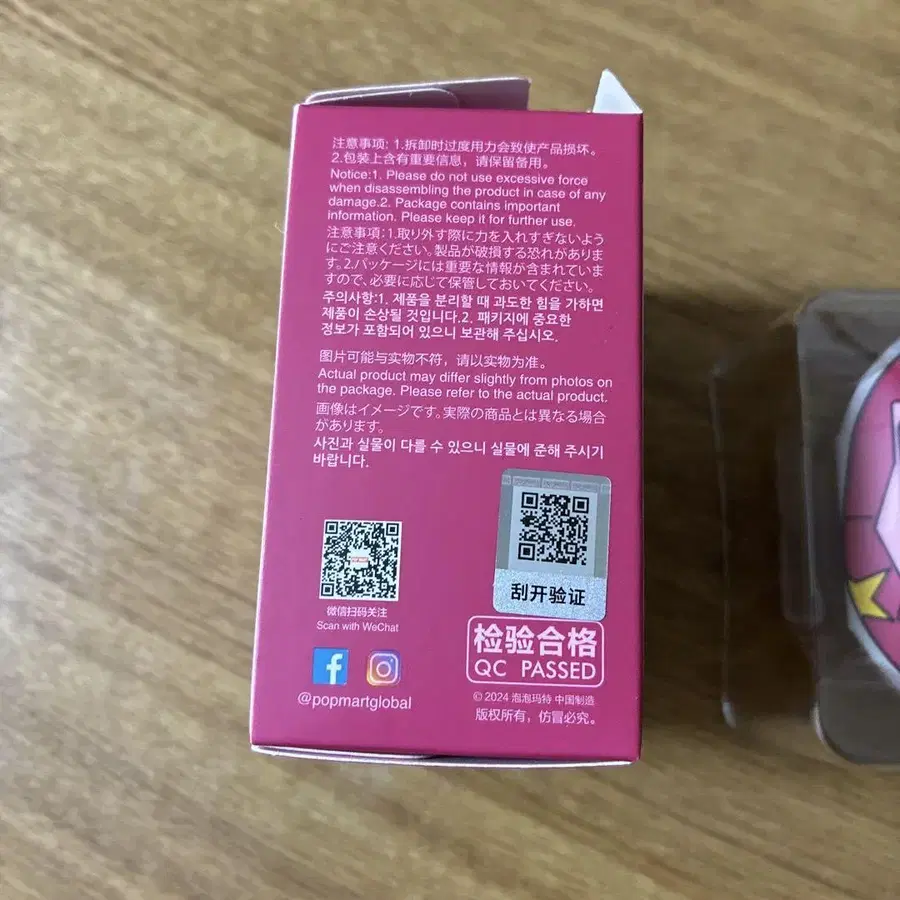 注意事项: 1.拆卸时过度用力会致使产品损坏。
2.包装上含有重要信息，请保留备用。
Notice:1. Please do not use excessive force
when disassembling the product in case of any
damage.2. Package contains important
information. Please keep it for further use.
注意事項:1.取り外す際に力を入れすぎないよう
にご注意ください。製品が破損する恐れがありま
す。2.パッケージには重要な情報が含まれていま
すので、必要に応じて保管しておいてください。
주의사항:1. 제품을 분리할 때 과도한 힘을 가하면
제품이 손상될 것입니다.2. 패키지에 중요한
정보가 포함되어 있으니 보관해 주십시오.
图片可能与实物不符，请以实物为准。
Actual product may differ slightly from photos on
the package. Please refer to the actual product.
画像はイメージです。実際の商品とは異なる場合
があります。
사진과 실물이 다를 수 있으니 실물에 준해 주시기
바랍니다.
刮开验证
微信扫码关注
Scan with WeChat
检验合格
QC PASSED
@popmartglobal
© 2024 泡泡玛特 中国制造
版权所有，仿冒必究。